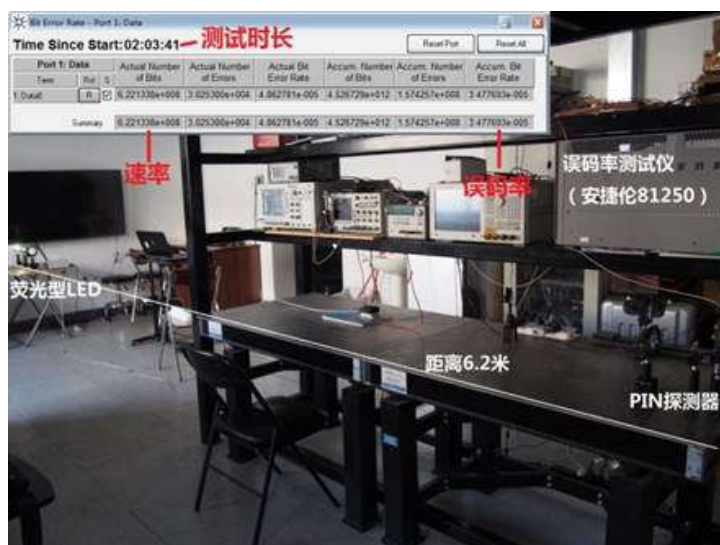 Bit Error Rate - Port 1: Data
Time Since Start:02:03:41 测试时长
Reset Port Reset All
Port 1: Data Actual Number of Bits Actual Number of Errors Actual Bit Error Rate Accum. Number of Bits Accum. Number of Errors Accum. Bit Error Rate
Term Rst S
1: Data0 R 6.221338e+008 3.025300e+004 4.862781e-005 4.526729e+012 1.574257e+008 3.477693e-005
Summary 6.221338e+008 3.025300e+004 4.862781e-005 4.526729e+012 1.574257e+008 3.477693e-005
速率
误码率
误码率测试仪
（安捷伦81250）
荧光型LED
距离6.2米
PIN探测器